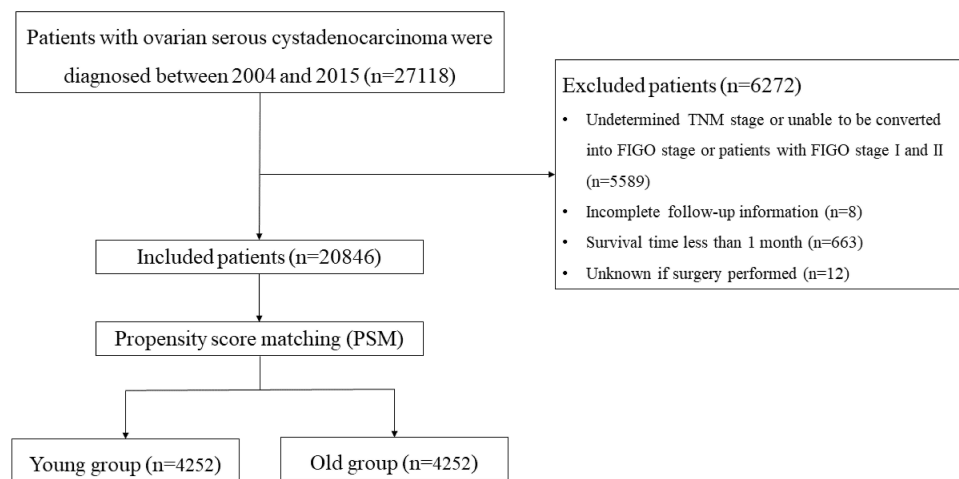 Patients with ovarian serous cystadenocarcinoma were
diagnosed between 2004 and 2015 (n=27118)
Excluded patients (n=6272)
• Undetermined TNM stage or unable to be converted
into FIGO stage or patients with FIGO stage I and II
(n=5589)
• Incomplete follow-up information (n=8)
• Survival time less than 1 month (n=663)
• Unknown if surgery performed (n=12)
Included patients (n=20846)
Propensity score matching (PSM)
Young group (n=4252)
Old group (n=4252)